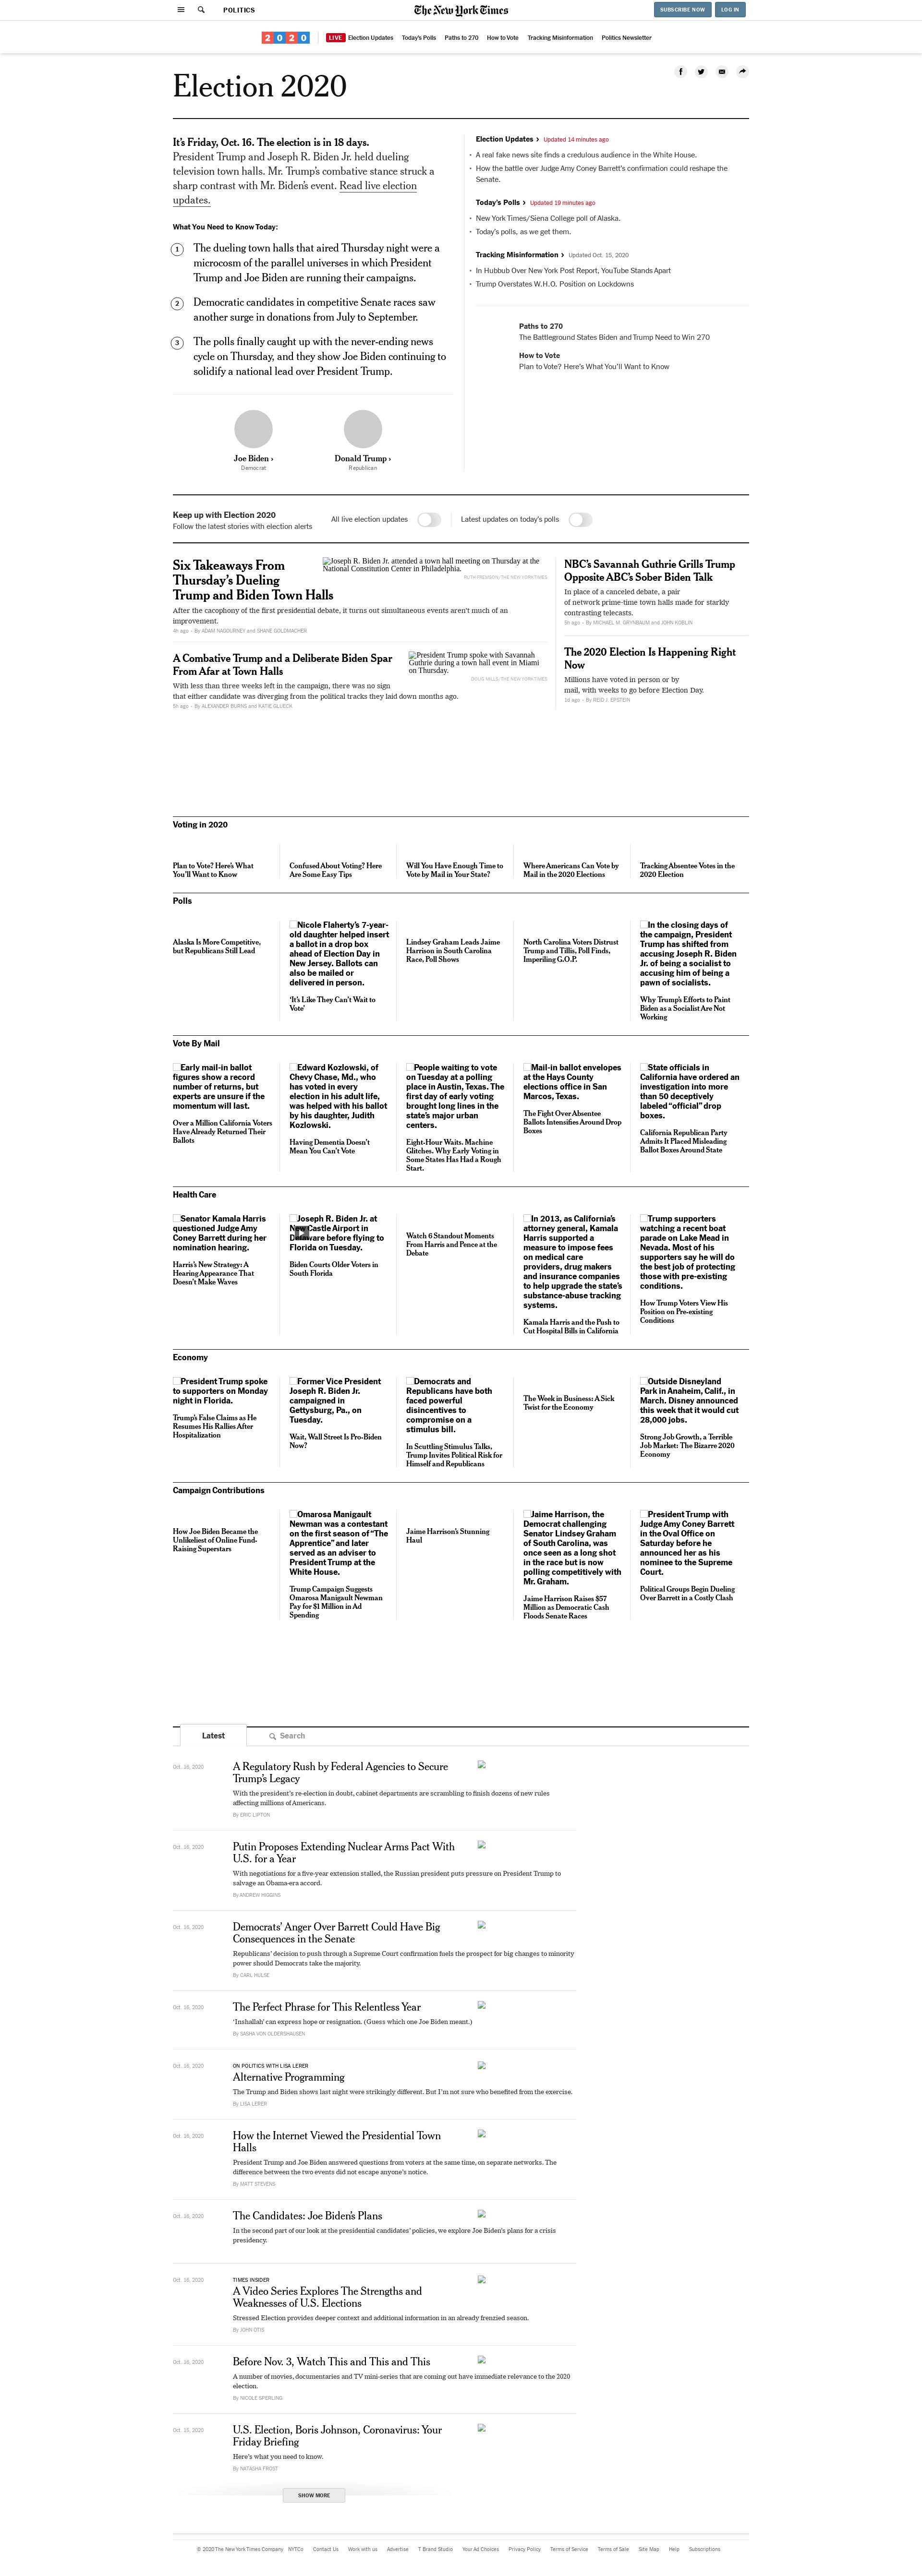 POLITICS
The New York Times
SUBSCRIBE NOW
LOG IN
2020
LIVE
Election Updates
Today's Polls
Paths to 270
How to Vote
Tracking Misinformation
Politics Newsletter
Election 2020
It's Friday, Oct. 16. The election is in 18 days.
President Trump and Joseph R. Biden Jr. held dueling
television town halls. Mr. Trump's combative stance struck a
sharp contrast with Mr. Biden's event. Read live election
updates.
What You Need to Know Today:
1
The dueling town halls that aired Thursday night were a
microcosm of the parallel universes in which President
Trump and Joe Biden are running their campaigns.
2
Democratic candidates in competitive Senate races saw
another surge in donations from July to September.
3
The polls finally caught up with the never-ending news
cycle on Thursday, and they show Joe Biden continuing to
solidify a national lead over President Trump.
Joe Biden ›
Democrat
Donald Trump ›
Republican
Election Updates › Updated 14 minutes ago
• A real fake news site finds a credulous audience in the White House.
• How the battle over Judge Amy Coney Barrett's confirmation could reshape the
Senate.
Today's Polls › Updated 19 minutes ago
• New York Times/Siena College poll of Alaska.
• Today's polls, as we get them.
Tracking Misinformation › Updated Oct. 15, 2020
• In Hubbub Over New York Post Report, YouTube Stands Apart
• Trump Overstates W.H.O. Position on Lockdowns
Paths to 270
The Battleground States Biden and Trump Need to Win 270
How to Vote
Plan to Vote? Here's What You'll Want to Know
Keep up with Election 2020
Follow the latest stories with election alerts
All live election updates
Latest updates on today's polls
Six Takeaways From
Thursday's Dueling
Trump and Biden Town Halls
Joseph R. Biden Jr. attended a town hall meeting on Thursday at the
National Constitution Center in Philadelphia.
RUTH FREMSON/THE NEW YORK TIMES
After the cacophony of the first presidential debate, it turns out simultaneous events aren't much of an
improvement.
4h ago • By ADAM NAGOURNEY and SHANE GOLDMACHER
A Combative Trump and a Deliberate Biden Spar
From Afar at Town Halls
President Trump spoke with Savannah
Guthrie during a town hall event in Miami
on Thursday.
DOUG MILLS/THE NEW YORK TIMES
With less than three weeks left in the campaign, there was no sign
that either candidate was diverging from the political tracks they laid down months ago.
5h ago • By ALEXANDER BURNS and KATIE GLUECK
NBC's Savannah Guthrie Grills Trump
Opposite ABC's Sober Biden Talk
In place of a canceled debate, a pair
of network prime-time town halls made for starkly
contrasting telecasts.
5h ago • By MICHAEL M. GRYNBAUM and JOHN KOBLIN
The 2020 Election Is Happening Right
Now
Millions have voted in person or by
mail, with weeks to go before Election Day.
1d ago • By REID J. EPSTEIN
Voting in 2020
Plan to Vote? Here's What
You'll Want to Know
Confused About Voting? Here
Are Some Easy Tips
Will You Have Enough Time to
Vote by Mail in Your State?
Where Americans Can Vote by
Mail in the 2020 Elections
Tracking Absentee Votes in the
2020 Election
Polls
Alaska Is More Competitive,
but Republicans Still Lead
Nicole Flaherty's 7-year-
old daughter helped insert
a ballot in a drop box
ahead of Election Day in
New Jersey. Ballots can
also be mailed or
delivered in person.
'It's Like They Can't Wait to
Vote'
Lindsey Graham Leads Jaime
Harrison in South Carolina
Race, Poll Shows
North Carolina Voters Distrust
Trump and Tillis, Poll Finds,
Imperiling G.O.P.
In the closing days of
the campaign, President
Trump has shifted from
accusing Joseph R. Biden
Jr. of being a socialist to
accusing him of being a
pawn of socialists.
Why Trump's Efforts to Paint
Biden as a Socialist Are Not
Working
Vote By Mail
Early mail-in ballot
figures show a record
number of returns, but
experts are unsure if the
momentum will last.
Over a Million California Voters
Have Already Returned Their
Ballots
Edward Kozlowski, of
Chevy Chase, Md., who
has voted in every
election in his adult life,
was helped with his ballot
by his daughter, Judith
Kozlowski.
Having Dementia Doesn't
Mean You Can't Vote
People waiting to vote
on Tuesday at a polling
place in Austin, Texas. The
first day of early voting
brought long lines in the
state's major urban
centers.
Eight-Hour Waits. Machine
Glitches. Why Early Voting in
Some States Has Had a Rough
Start.
Mail-in ballot envelopes
at the Hays County
elections office in San
Marcos, Texas.
The Fight Over Absentee
Ballots Intensifies Around Drop
Boxes
State officials in
California have ordered an
investigation into more
than 50 deceptively
labeled "official" drop
boxes.
California Republican Party
Admits It Placed Misleading
Ballot Boxes Around State
Health Care
Senator Kamala Harris
questioned Judge Amy
Coney Barrett during her
nomination hearing.
Harris's New Strategy: A
Hearing Appearance That
Doesn't Make Waves
Joseph R. Biden Jr. at
Castle Airport in
before flying to
Florida on Tuesday.
Biden Courts Older Voters in
South Florida
Watch 6 Standout Moments
From Harris and Pence at the
Debate
In 2013, as California's
attorney general, Kamala
Harris supported a
measure to impose fees
on medical care
providers, drug makers
and insurance companies
to help upgrade the state's
substance-abuse tracking
systems.
Kamala Harris and the Push to
Cut Hospital Bills in California
Trump supporters
watching a recent boat
parade on Lake Mead in
Nevada. Most of his
supporters say he will do
the best job of protecting
those with pre-existing
conditions.
How Trump Voters View His
Position on Pre-existing
Conditions
Economy
President Trump spoke
to supporters on Monday
night in Florida.
Trump's False Claims as He
Resumes His Rallies After
Hospitalization
Former Vice President
Joseph R. Biden Jr.
campaigned in
Gettysburg, Pa., on
Tuesday.
Wait, Wall Street Is Pro-Biden
Now?
Democrats and
Republicans have both
faced powerful
disincentives to
compromise on a
stimulus bill.
In Scuttling Stimulus Talks,
Trump Invites Political Risk for
Himself and Republicans
The Week in Business: A Sick
Twist for the Economy
Outside Disneyland
Park in Anaheim, Calif., in
March. Disney announced
this week that it would cut
28,000 jobs.
Strong Job Growth, a Terrible
Job Market: The Bizarre 2020
Economy
Campaign Contributions
How Joe Biden Became the
Unlikeliest of Online Fund-
Raising Superstars
Omarosa Manigault
Newman was a contestant
on the first season of "The
Apprentice" and later
served as an adviser to
President Trump at the
White House.
Trump Campaign Suggests
Omarosa Manigault Newman
Pay for $1 Million in Ad
Spending
Jaime Harrison's Stunning
Haul
Jaime Harrison, the
Democrat challenging
Senator Lindsey Graham
of South Carolina, was
once seen as a long shot
in the race but is now
polling competitively with
Mr. Graham.
Jaime Harrison Raises $57
Million as Democratic Cash
Floods Senate Races
President Trump with
Judge Amy Coney Barrett
in the Oval Office on
Saturday before he
announced her as his
nominee to the Supreme
Court.
Political Groups Begin Dueling
Over Barrett in a Costly Clash
Latest
Search
Oct. 16, 2020
A Regulatory Rush by Federal Agencies to Secure
Trump's Legacy
With the president's re-election in doubt, cabinet departments are scrambling to finish dozens of new rules
affecting millions of Americans.
By ERIC LIPTON
Oct. 16, 2020
Putin Proposes Extending Nuclear Arms Pact With
U.S. for a Year
With negotiations for a five-year extension stalled, the Russian president puts pressure on President Trump to
salvage an Obama-era accord.
By ANDREW HIGGINS
Oct. 16, 2020
Democrats' Anger Over Barrett Could Have Big
Consequences in the Senate
Republicans' decision to push through a Supreme Court confirmation fuels the prospect for big changes to minority
power should Democrats take the majority.
By CARL HULSE
Oct. 16, 2020
The Perfect Phrase for This Relentless Year
'Inshallah' can express hope or resignation. (Guess which one Joe Biden meant.)
By SASHA VON OLDERSHAUSEN
Oct. 16, 2020
ON POLITICS WITH LISA LERER
Alternative Programming
The Trump and Biden shows last night were strikingly different. But I'm not sure who benefited from the exercise.
By LISA LERER
Oct. 16, 2020
How the Internet Viewed the Presidential Town
Halls
President Trump and Joe Biden answered questions from voters at the same time, on separate networks. The
difference between the two events did not escape anyone's notice.
By MATT STEVENS
Oct. 16, 2020
The Candidates: Joe Biden's Plans
In the second part of our look at the presidential candidates' policies, we explore Joe Biden's plans for a crisis
presidency.
Oct. 16, 2020
TIMES INSIDER
A Video Series Explores The Strengths and
Weaknesses of U.S. Elections
Stressed Election provides deeper context and additional information in an already frenzied season.
By JOHN OTIS
Oct. 16, 2020
Before Nov. 3, Watch This and This and This
A number of movies, documentaries and TV mini-series that are coming out have immediate relevance to the 2020
election.
By NICOLE SPERLING
Oct. 15, 2020
U.S. Election, Boris Johnson, Coronavirus: Your
Friday Briefing
Here's what you need to know.
By NATASHA FROST
SHOW MORE
© 2020 The New York Times Company
NYTCo
Contact Us
Work with us
Advertise
T Brand Studio
Your Ad Choices
Privacy Policy
Terms of Service
Terms of Sale
Site Map
Help
Subscriptions